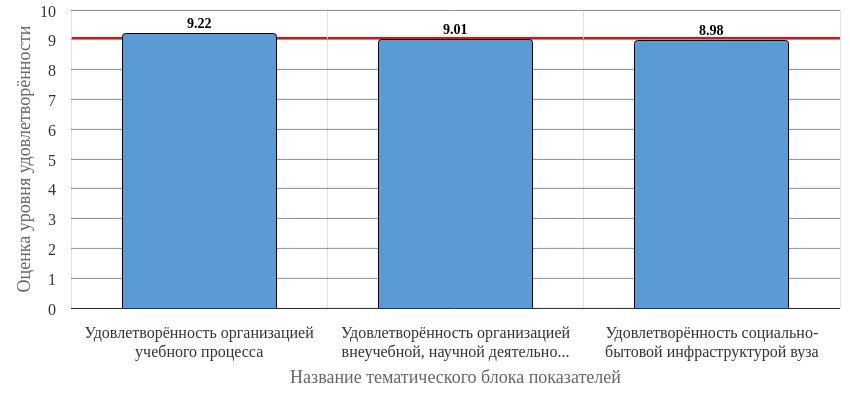 Оценка уровня удовлетворённости
10
9
8
7
6
5
4
3
2
1
0
9.22
9.01
8.98
Удовлетворённость организацией
учебного процесса
Удовлетворённость организацией
внеучебной, научной деятельно...
Удовлетворённость социально-
бытовой инфраструктурой вуза
Название тематического блока показателей